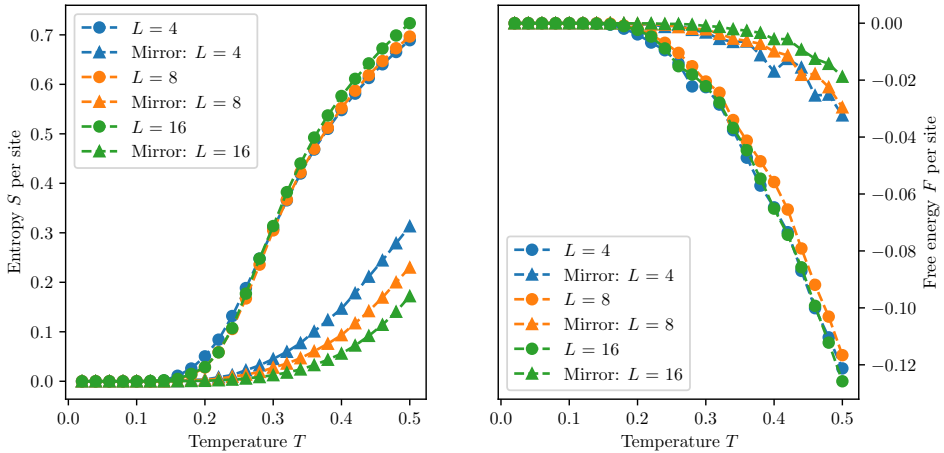 0.7
0.6
0.5
0.4
0.3
0.2
0.1
0.0
Entropy S per site
L = 4
Mirror: L = 4
L = 8
Mirror: L = 8
L = 16
Mirror: L = 16
0.0
0.1
0.2
0.3
0.4
0.5
Temperature T
L = 4
Mirror: L = 4
L = 8
Mirror: L = 8
L = 16
Mirror: L = 16
0.0
0.1
0.2
0.3
0.4
0.5
Temperature T
0.00
−0.02
−0.04
−0.06
−0.08
−0.10
−0.12
Free energy F per site